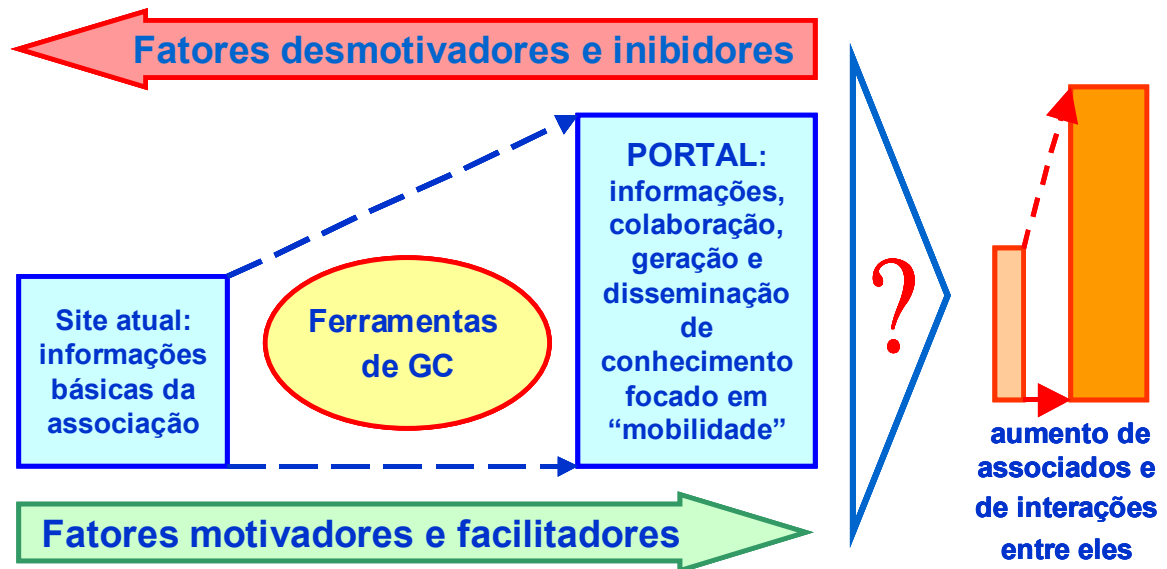 Fatores desmotivadores e inibidores
Site atual:
informações
básicas da
associação
Ferramentas
de GC
PORTAL:
informações,
colaboração,
geração e
disseminação
de
conhecimento
focado em
“mobilidade”
?
aumento de
associados e
de interações
entre eles
Fatores motivadores e facilitadores